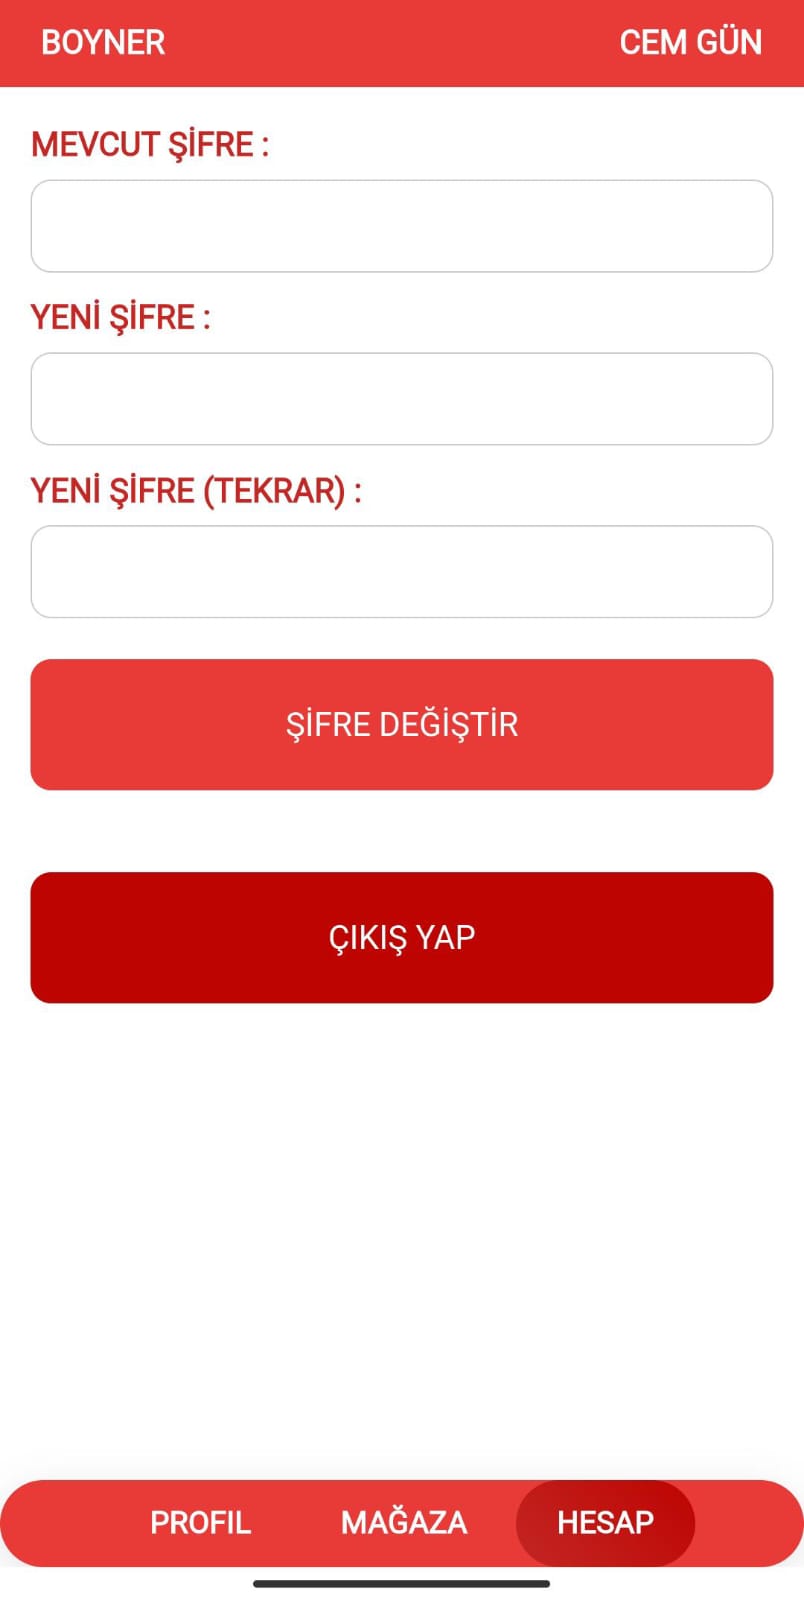 BOYNER CEM GÜN
MEVCUT ŞİFRE :
YENİ ŞİFRE :
YENİ ŞİFRE (TEKRAR) :
ŞİFRE DEĞİŞTİR
ÇIKIŞ YAP
PROFIL MAĞAZA HESAP